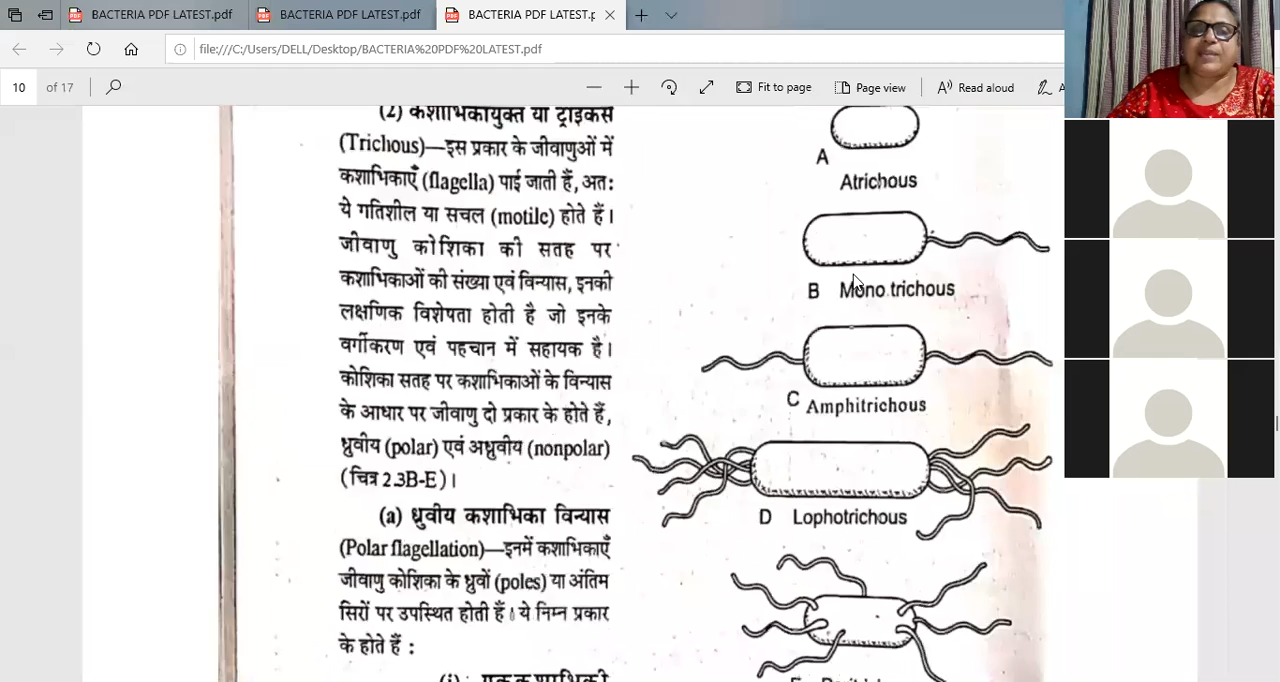 BACTERIA PDF LATEST.pdf
BACTERIA PDF LATEST.pdf
BACTERIA PDF LATEST.p
file:///C:/Users/DELL/Desktop/BACTERIA%20PDF%20LATEST.pdf
10 of 17
Fit to page
Page view
Read aloud
(2) कशाभिकायुक्त या ट्राइकस
(Trichous)—इस प्रकार के जीवाणुओं में
कशाभिकाएँ (flagella) पाई जाती हैं, अतः
ये गतिशील या सचल (motile) होते हैं।
जीवाणु कोशिका की सतह पर
कशाभिकाओं की संख्या एवं विन्यास, इनकी
लक्षणिक विशेषता होती है जो इनके
वर्गीकरण एवं पहचान में सहायक है।
कोशिका सतह पर कशाभिकाओं के विन्यास
के आधार पर जीवाणु दो प्रकार के होते हैं,
ध्रुवीय (polar) एवं अध्रुवीय (nonpolar)
(चित्र 2.3B-E)।
(a) ध्रुवीय कशाभिका विन्यास
(Polar flagellation)—इनमें कशाभिकाएँ
जीवाणु कोशिका के ध्रुवों (poles) या अंतिम
सिरों पर उपस्थित होती हैं। ये निम्न प्रकार
के होते हैं :
A
Atrichous
B Mono trichous
C Amphitrichous
D Lophotrichous